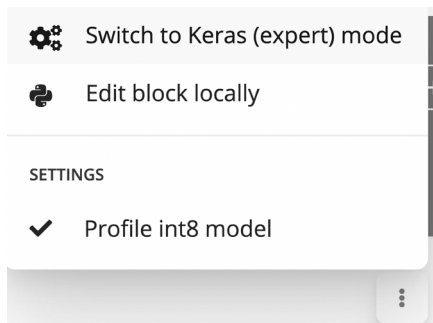 Switch to Keras (expert) mode
Edit block locally
SETTINGS
Profile int8 model